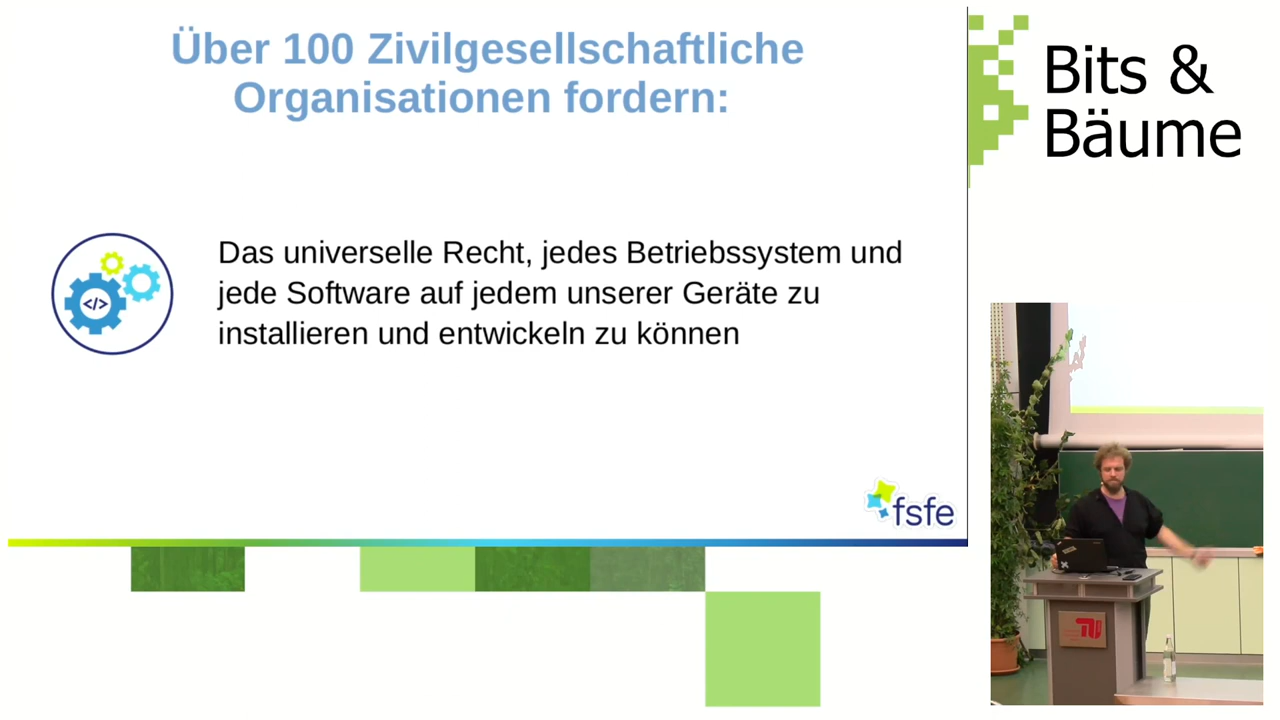 Über 100 Zivilgesellschaftliche
Organisationen fordern:
Bits &
Bäume
Das universelle Recht, jedes Betriebssystem und
jede Software auf jedem unserer Geräte zu
installieren und entwickeln zu können
</>
fsfe